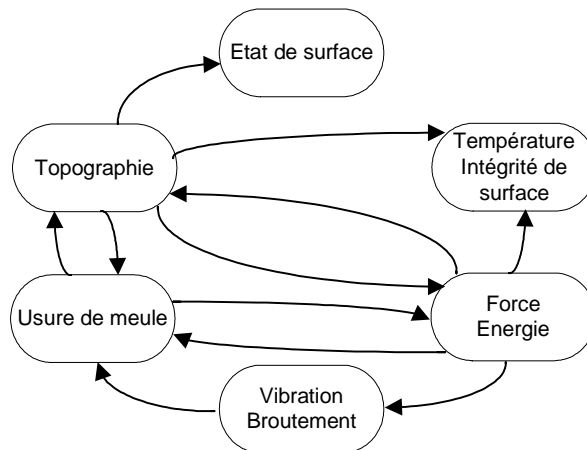 Etat de surface
Topographie
Température
Intégrité de
surface
Usure de meule
Force
Energie
Vibration
Broutement